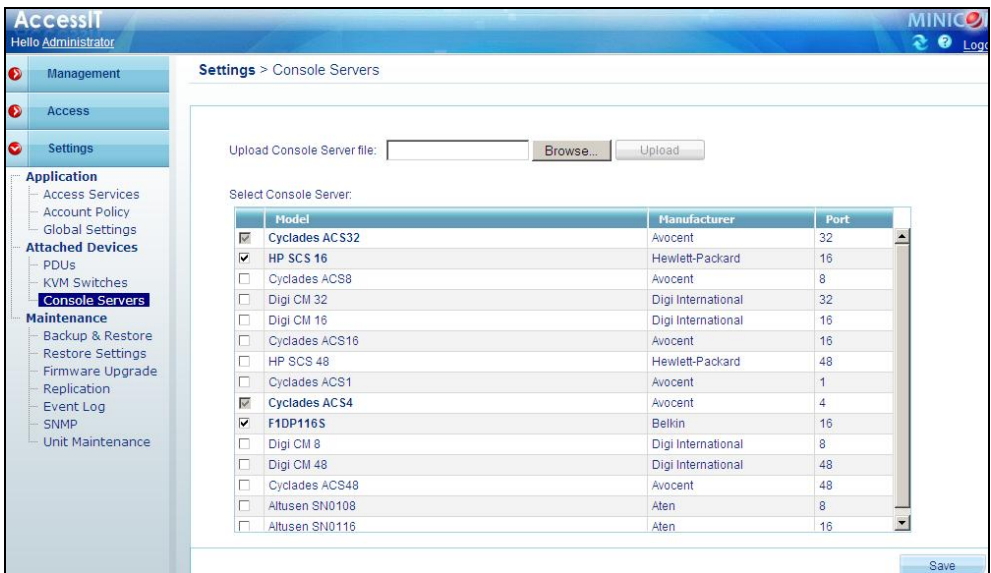 AccessIT
MINICO
Hello Administrator
Management
Access
Settings
Application
Access Services
Account Policy
Global Settings
Attached Devices
PDUs
KVM Switches
Console Servers
Maintenance
Backup & Restore
Restore Settings
Firmware Upgrade
Replication
Event Log
SNMP
Unit Maintenance
Settings > Console Servers
Upload Console Server file: Browse... Upload
Select Console Server:
Model Manufacturer Port
Cyclades ACS32 Avocent 32
HP SCS 16 Hewlett-Packard 16
Cyclades ACS8 Avocent 8
Digi CM 32 Digi International 32
Digi CM 16 Digi International 16
Cyclades ACS16 Avocent 16
HP SCS 48 Hewlett-Packard 48
Cyclades ACS1 Avocent 1
Cyclades ACS4 Avocent 4
F1DP116S Belkin 16
Digi CM 8 Digi International 8
Digi CM 48 Digi International 48
Cyclades ACS48 Avocent 48
Altusen SN0108 Aten 8
Altusen SN0116 Aten 16
Save